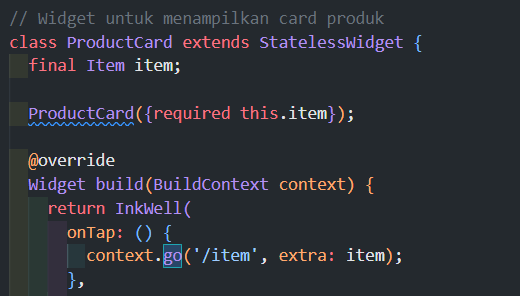 // Widget untuk menampilkan card produk
class ProductCard extends StatelessWidget {
  final Item item;

  ProductCard({required this.item});

  @override
  Widget build(BuildContext context) {
    return InkWell(
      onTap: () {
        context.go('/item', extra: item);
      },